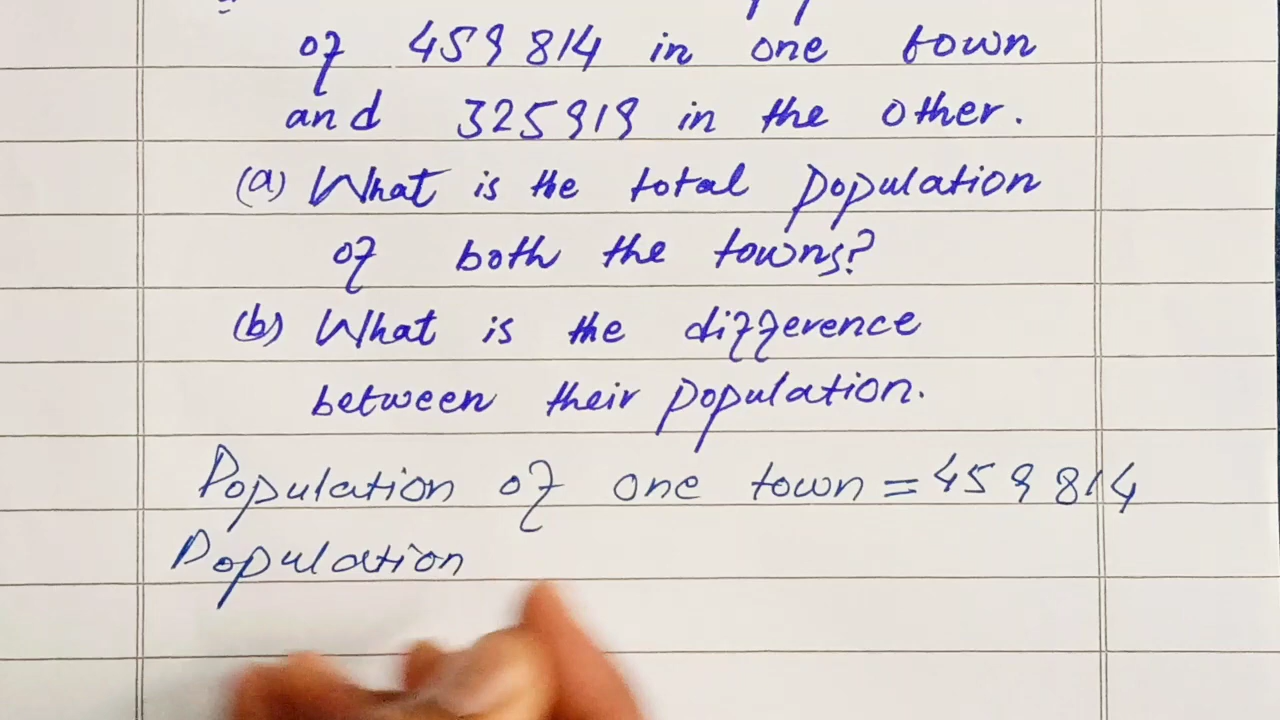 of 459814 in one town
and 325919 in the other.
(a) What is the total population
of both the towns?
(b) What is the difference
between their population.
Population of one town = 459814
Population